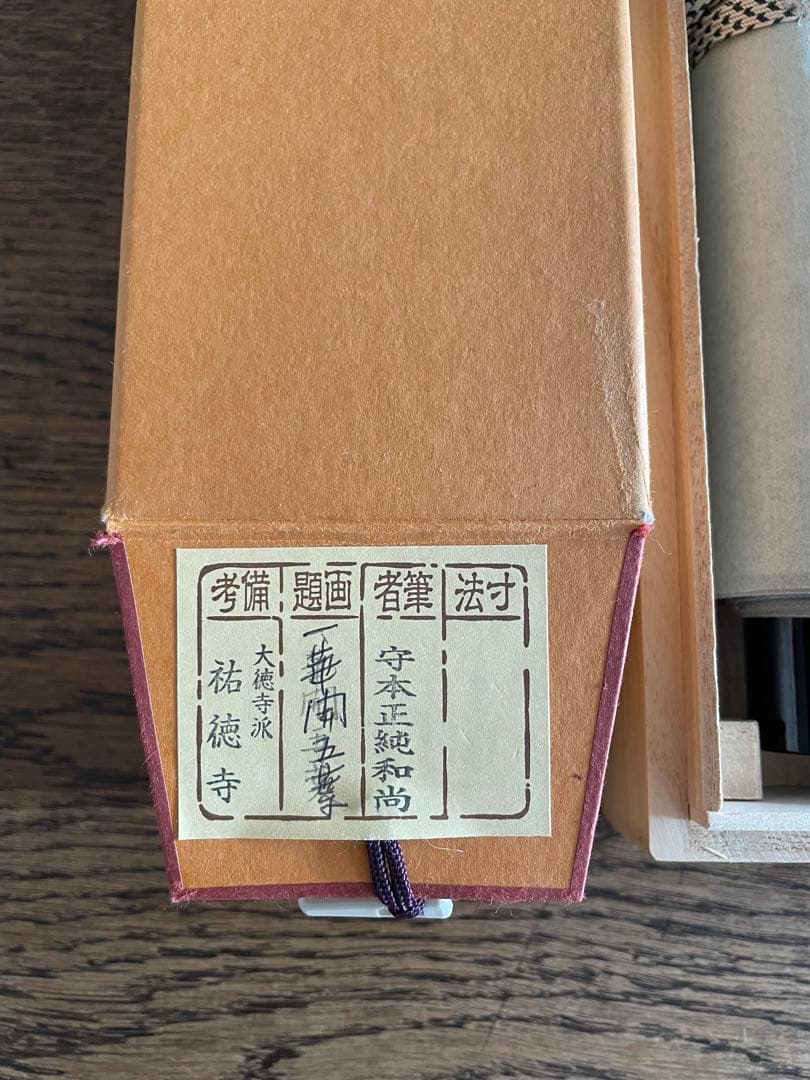 寸法
筆者
守本正純和尚
画題
一華開五葉
備考
大徳寺派
祐徳寺